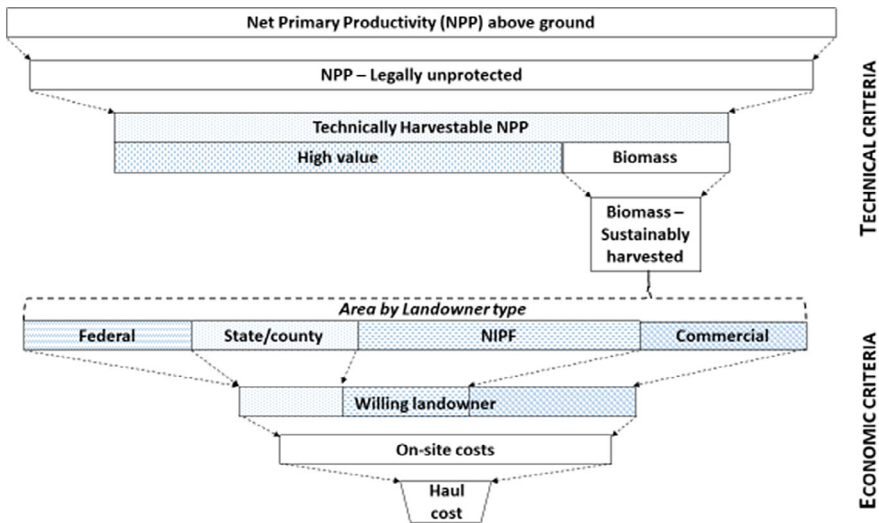 Net Primary Productivity (NPP) above ground
NPP – Legally unprotected
Technically Harvestable NPP
High value
Biomass
Biomass –
Sustainably
harvested
TECHNICAL CRITERIA
Area by Landowner type
Federal
State/county
NIPF
Commercial
Willing landowner
On-site costs
Haul
cost
ECONOMIC CRITERIA